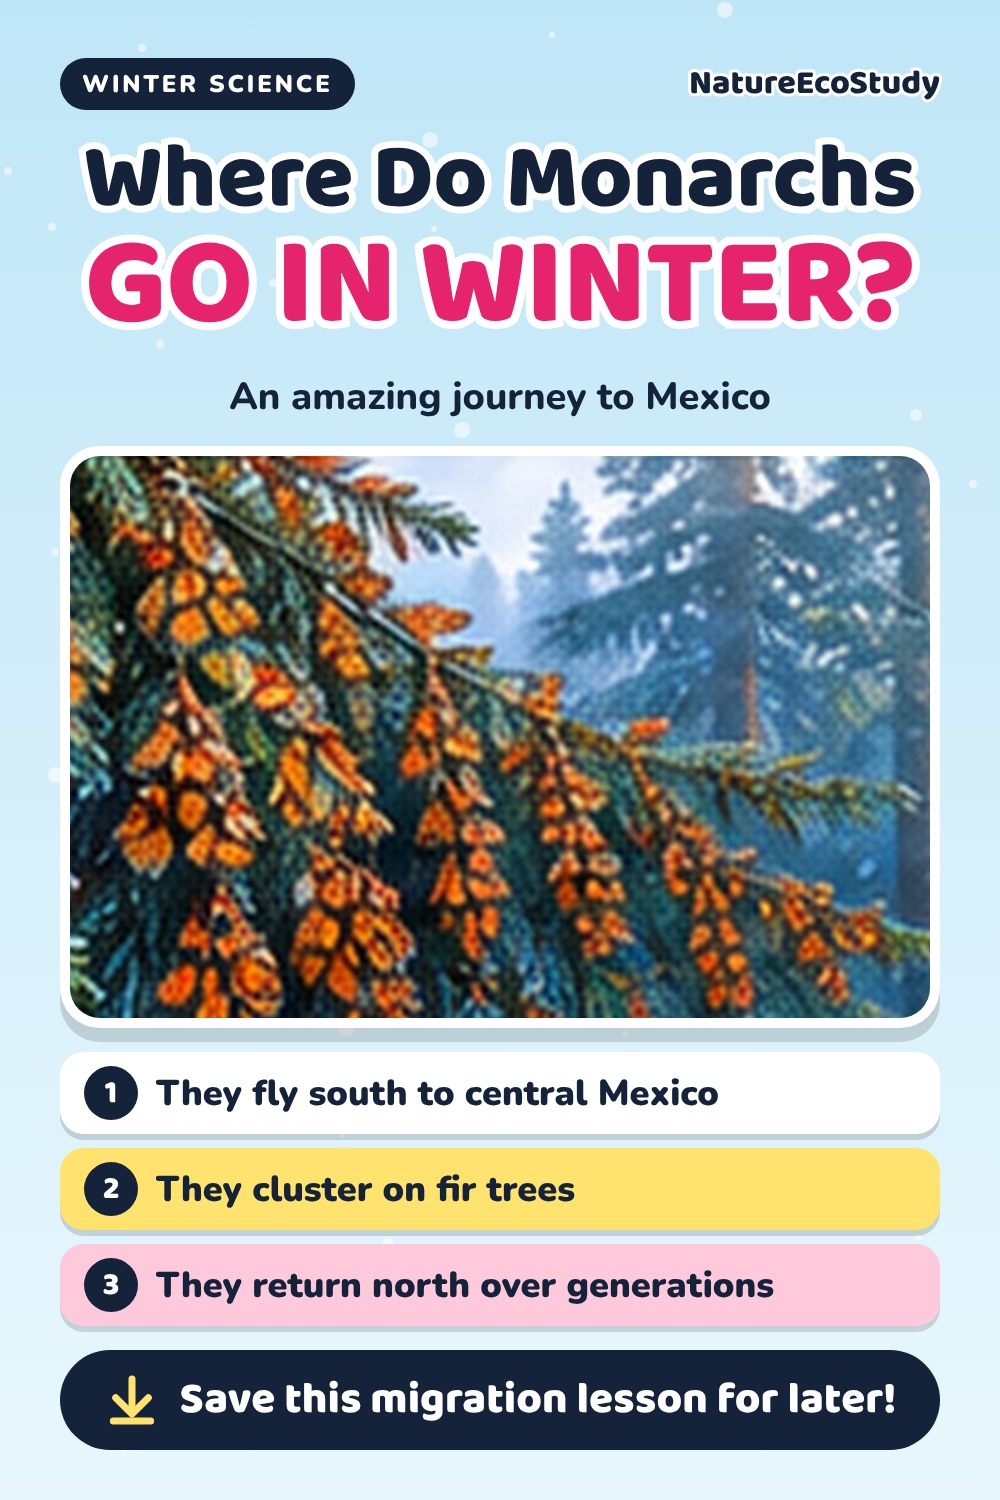 WINTER SCIENCE
NatureEcoStudy
Where Do Monarchs
GO IN WINTER?
An amazing journey to Mexico
1 They fly south to central Mexico
2 They cluster on fir trees
3 They return north over generations
Save this migration lesson for later!